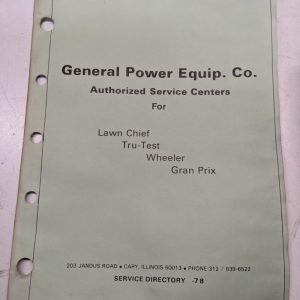 General Power Equip. Co.
Authorized Service Centers
For
Lawn Chief
Tru-Test
Wheeler
Gran Prix
203 JANDUS ROAD • CARY, ILLINOIS 60013 • PHONE 312 / 639-6522
SERVICE DIRECTORY -78